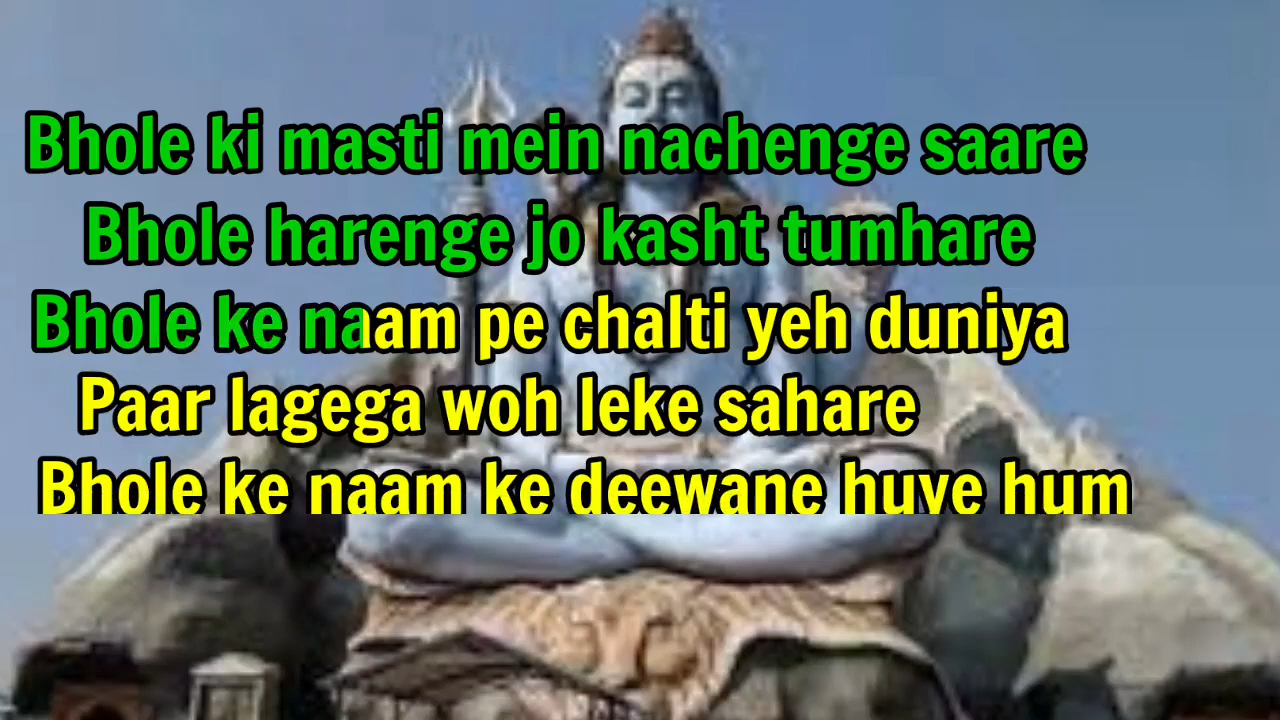 Bhole ki masti mein nachenge saare
Bhole harenge jo kasht tumhare
Bhole ke naam pe chalti yeh duniya
Paar lagega woh leke sahare
Bhole ke naam ke deewane huve hum